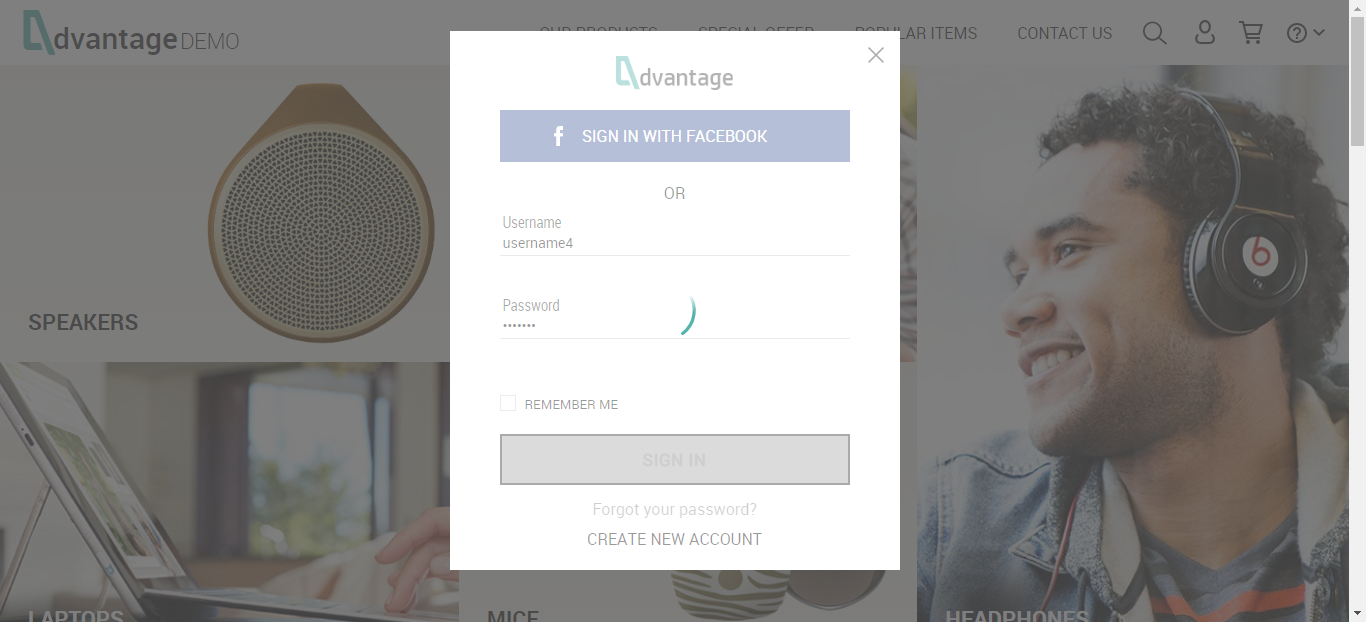 dvantage DEMO
OUR PRODUCTS SPECIAL OFFER POPULAR ITEMS CONTACT US
dvantage
f SIGN IN WITH FACEBOOK
OR
Username
username4
Password
•••••••
REMEMBER ME
SIGN IN
Forgot your password?
CREATE NEW ACCOUNT
SPEAKERS
LAPTOPS
MICE
HEADPHONES